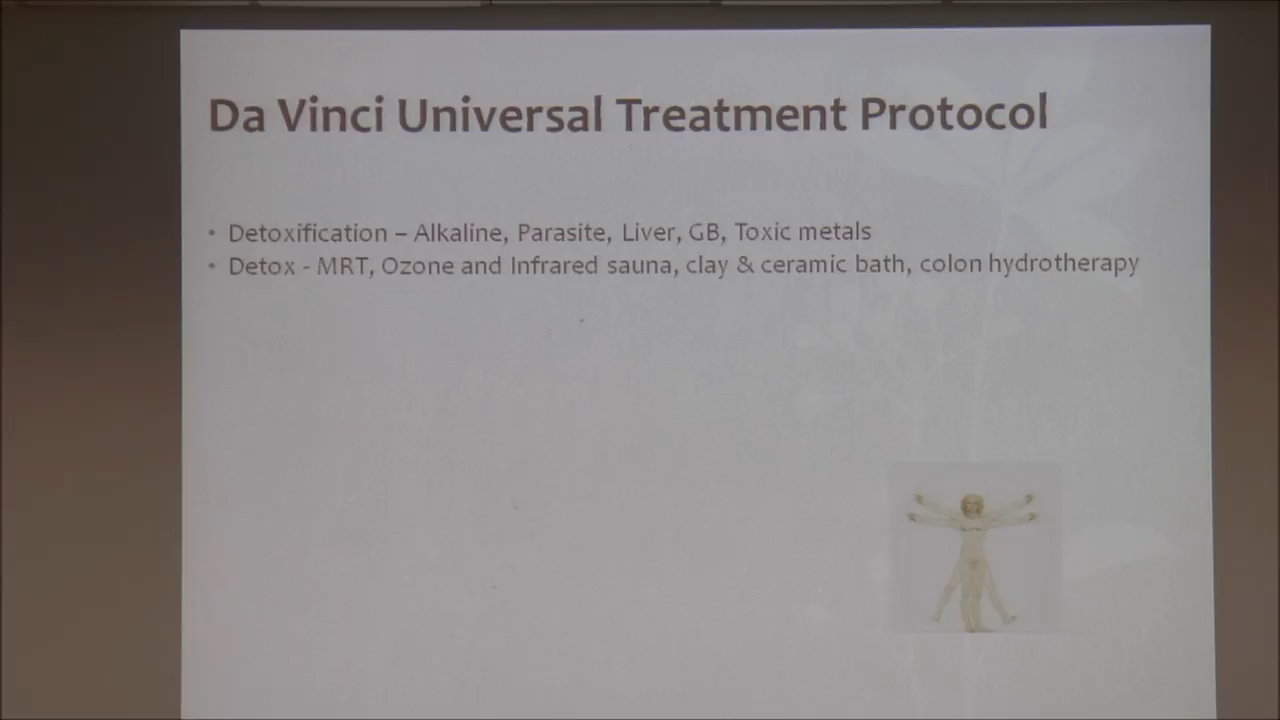 Da Vinci Universal Treatment Protocol
• Detoxification – Alkaline, Parasite, Liver, GB, Toxic metals
• Detox - MRT, Ozone and Infrared sauna, clay & ceramic bath, colon hydrotherapy